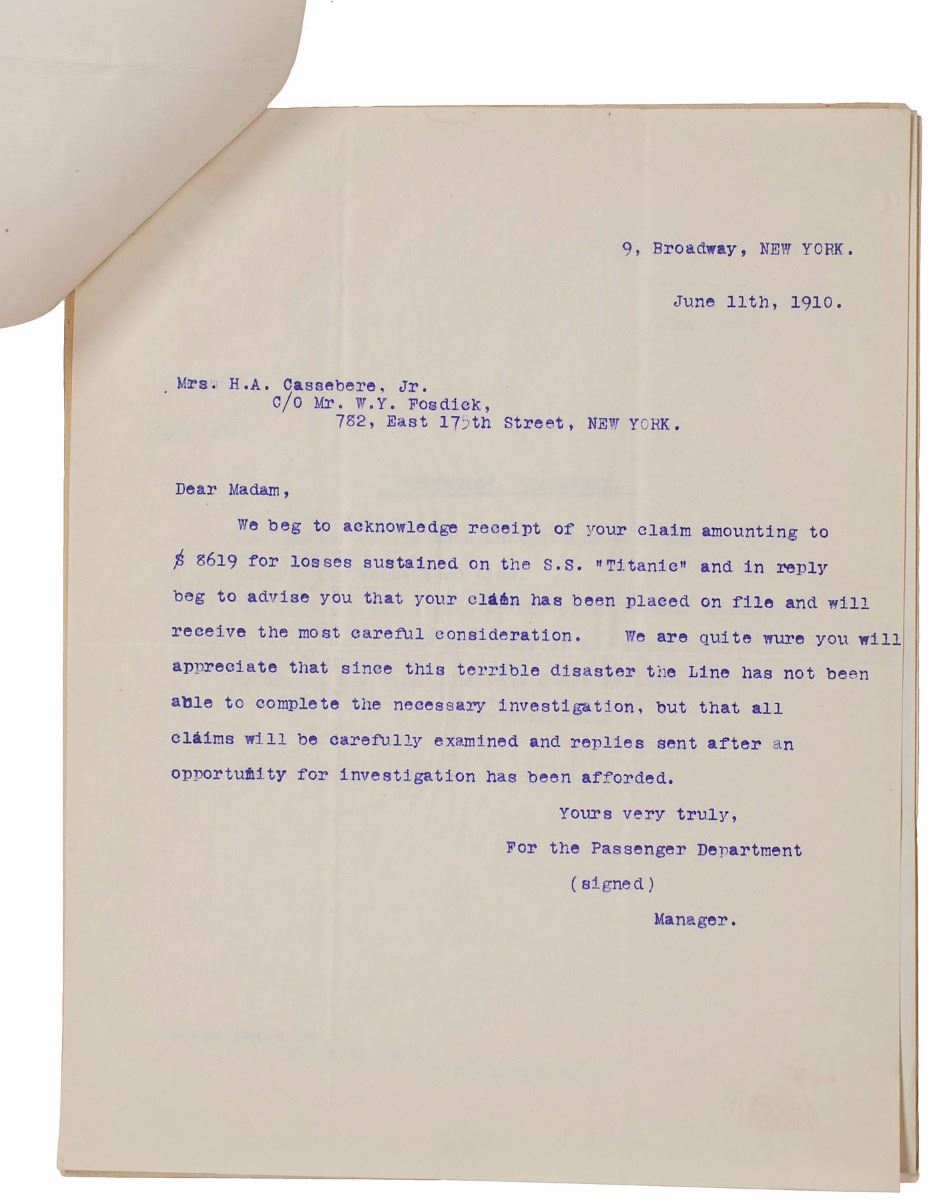 9, Broadway, NEW YORK.
June 11th, 1910.
Mrs. H.A. Cassebere, Jr.
C/O Mr. W.Y. Fosdick,
782, East 175th Street, NEW YORK.
Dear Madam,
We beg to acknowledge receipt of your claim amounting to
$ 8619 for losses sustained on the S.S. "Titanic" and in reply
beg to advise you that your claim has been placed on file and will
receive the most careful consideration. We are quite wure you will
appreciate that since this terrible disaster the Line has not been
able to complete the necessary investigation, but that all
claims will be carefully examined and replies sent after an
opportunity for investigation has been afforded.
Yours very truly,
For the Passenger Department
(signed)
Manager.